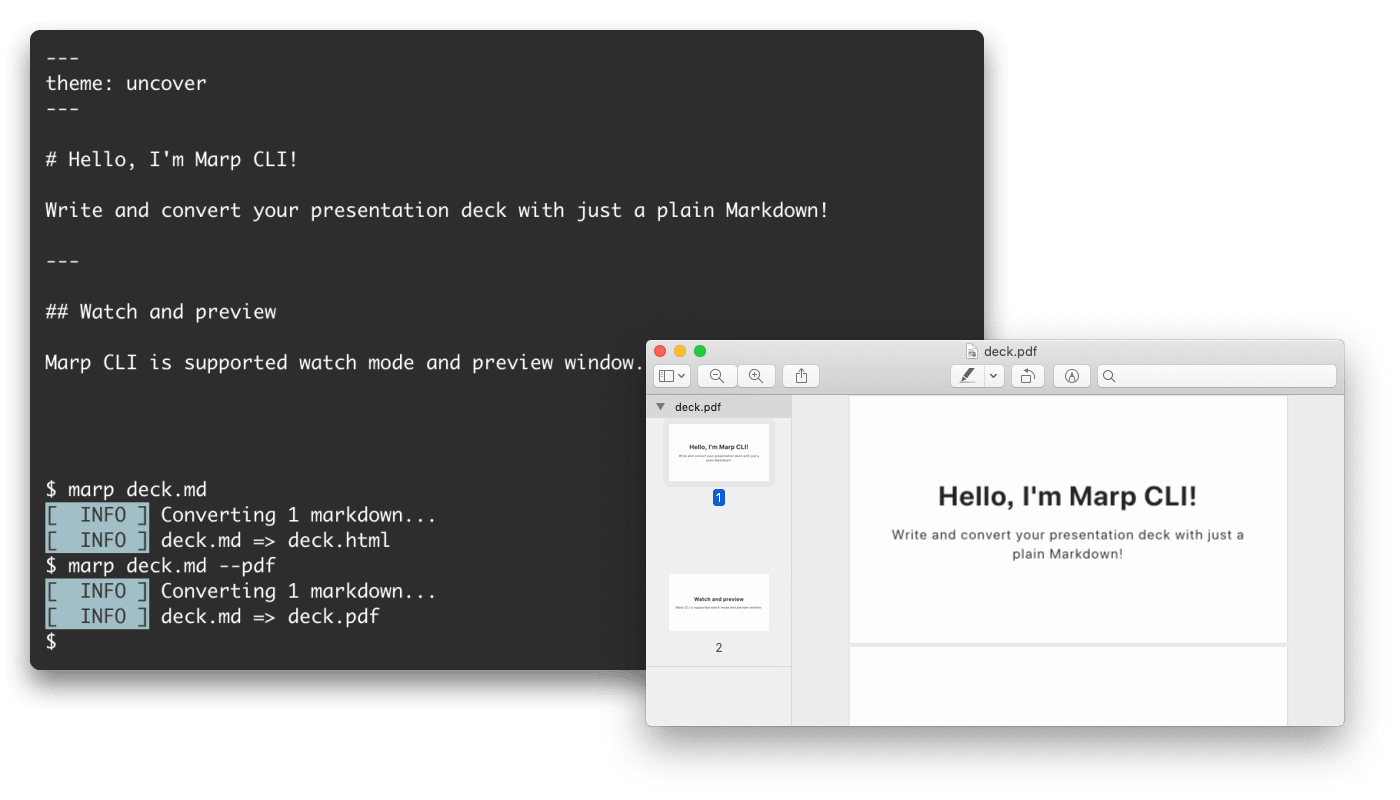 ---
theme: uncover
---
# Hello, I'm Marp CLI!
Write and convert your presentation deck with just a plain Markdown!
---
## Watch and preview
Marp CLI is supported watch mode and preview window.
$ marp deck.md
[  INFO ] Converting 1 markdown...
[  INFO ] deck.md => deck.html
$ marp deck.md --pdf
[  INFO ] Converting 1 markdown...
[  INFO ] deck.md => deck.pdf
$
deck.pdf
deck.pdf
Hello, I'm Marp CLI!
Write and convert your presentation deck with just a
plain Markdown!
1
Watch and preview
Marp CLI is supported watch mode and preview window.
2
Hello, I'm Marp CLI!
Write and convert your presentation deck with just a
plain Markdown!